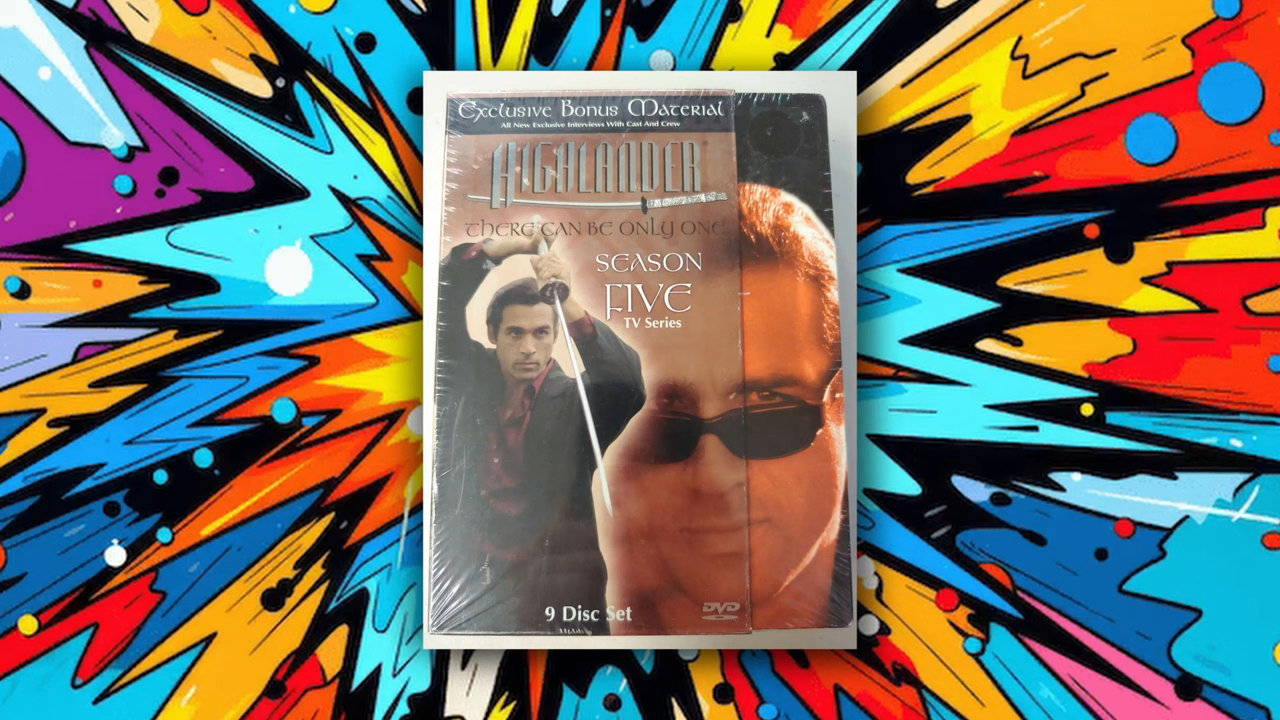 Exclusive Bonus Material
All New Exclusive Interviews With Cast And Crew
HIGHLANDER
THERE CAN BE ONLY ONE
SEASON
FIVE
TV Series
9 Disc Set
DVD